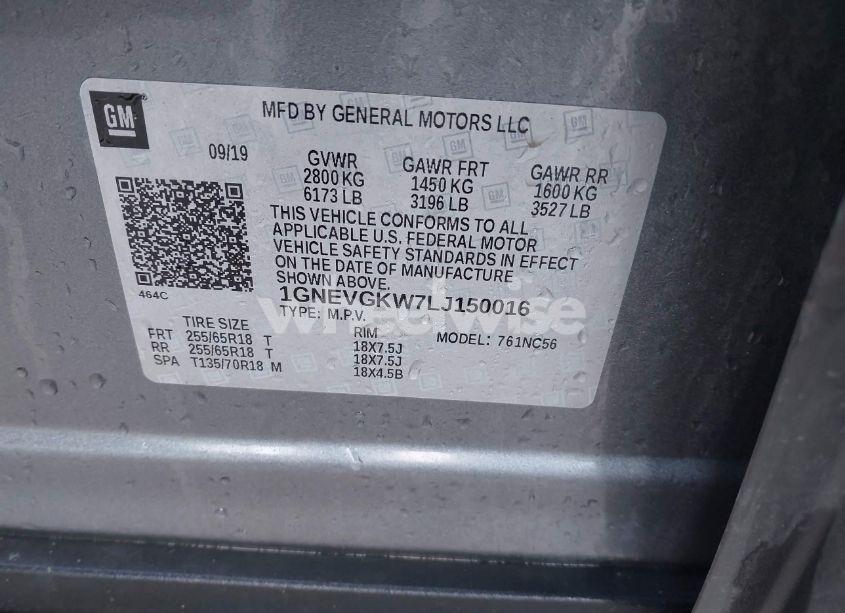 GM
MFD BY GENERAL MOTORS LLC
09/19
GVWR
2800 KG
6173 LB
GAWR FRT
1450 KG
3196 LB
GAWR RR
1600 KG
3527 LB
THIS VEHICLE CONFORMS TO ALL
APPLICABLE U.S. FEDERAL MOTOR
VEHICLE SAFETY STANDARDS IN EFFECT
ON THE DATE OF MANUFACTURE
SHOWN ABOVE.
464C
1GNEVGKW7LJ150016
TYPE: M.P.V.
wheelwise
MODEL: 761NC56
TIRE SIZE RIM
FRT 255/65R18 T 18X7.5J
RR 255/65R18 T 18X7.5J
SPA T135/70R18 M 18X4.5B